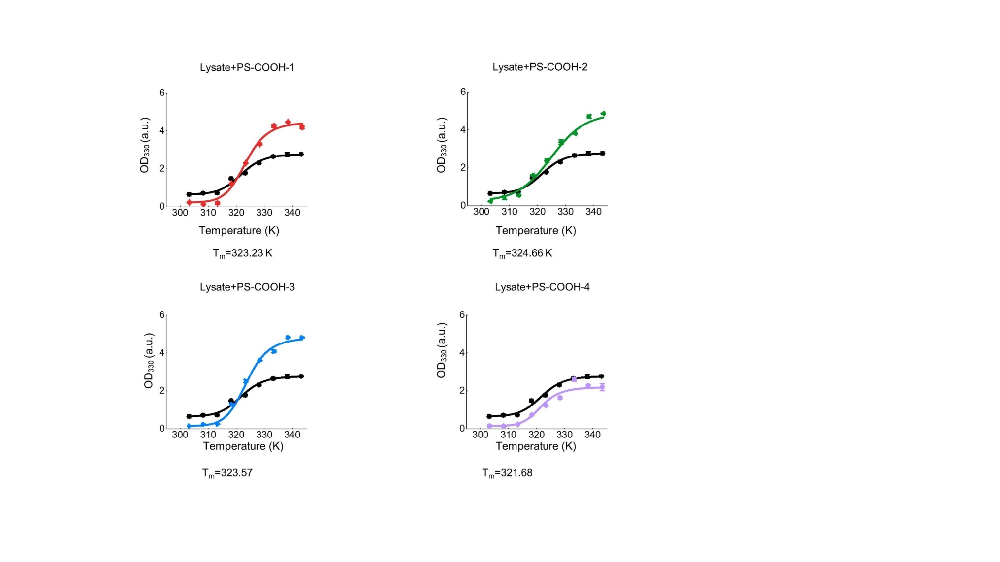 Lysate+PS-COOH-1
6
4
2
0
OD330 (a.u.)
300 310 320 330 340
Temperature (K)
Tm=323.23 K
Lysate+PS-COOH-2
6
4
2
0
OD330 (a.u.)
300 310 320 330 340
Temperature (K)
Tm=324.66 K
Lysate+PS-COOH-3
6
4
2
0
OD330 (a.u.)
300 310 320 330 340
Temperature (K)
Tm=323.57
Lysate+PS-COOH-4
6
4
2
0
OD330 (a.u.)
300 310 320 330 340
Temperature (K)
Tm=321.68